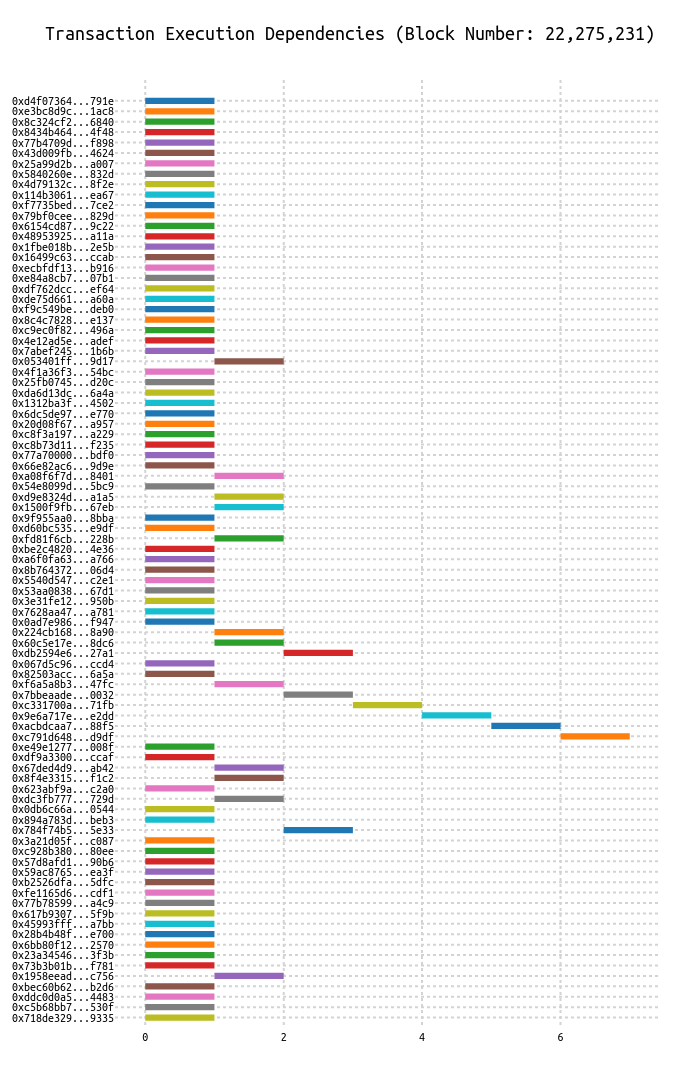 Transaction Execution Dependencies (Block Number: 22,275,231)
0xd4f07364...791e
0xe3bc8d9c...1ac8
0x8c324cf2...6840
0x8434b464...4f48
0x77b4709d...f898
0x43d009fb...4624
0x25a99d2b...a007
0x5840260e...832d
0x4d79132c...8f2e
0x114b3061...ea67
0xf7735bed...7ce2
0x79bf0cee...829d
0x6154cd87...9c22
0x48953925...a11a
0x1fbe018b...2e5b
0x16499c63...ccab
0xecbfdf13...b916
0xe84a8cb7...07b1
0xdf762dcc...ef64
0xde75d661...a60a
0xf9c549be...deb0
0x8c4c7828...e137
0xc9ec0f82...496a
0x4e12ad5e...adef
0x7abef245...1b6b
0x053401ff...9d17
0x4f1a36f3...54bc
0x25fb0745...d20c
0xda6d13dc...6a4a
0x1312ba3f...4502
0x6dc5de97...e770
0x20d08f67...a957
0xc8f3a197...a229
0xc8b73d11...f235
0x77a70000...bdf0
0x66e82ac6...9d9e
0xa08f6f7d...8401
0x54e8099d...5bc9
0xd9e8324d...a1a5
0x1500f9fb...67eb
0x9f955aa0...8bba
0xd60bc535...e9df
0xfd81f6cb...228b
0xbe2c4820...4e36
0xa6f0fa63...a766
0x8b764372...06d4
0x5540d547...c2e1
0x53aa0838...67d1
0x3e31fe12...950b
0x7628aa47...a781
0x0ad7e986...f947
0x224cb168...8a90
0x60c5e17e...8dc6
0xdb2594e6...27a1
0x067d5c96...ccd4
0x82503acc...6a5a
0xf6a5a8b3...47fc
0x7bbeaade...0032
0xc331700a...71fb
0x9e6a717e...e2dd
0xacbdcaa7...88f5
0xc791d648...d9df
0xe49e1277...008f
0xdf9a3300...ccaf
0x67ded4d9...ab42
0x8f4e3315...f1c2
0x623abf9a...c2a0
0xdc3fb777...729d
0x0db6c66a...0544
0x894a783d...beb3
0x784f74b5...5e33
0x3a21d05f...c087
0xc928b380...80ee
0x57d8afd1...90b6
0x59ac8765...ea3f
0xb2526dfa...5dfc
0xfe1165d6...cdf1
0x77b78599...a4c9
0x617b9307...5f9b
0x45993fff...a7bb
0x28b4b48f...e700
0x6bb80f12...2570
0x23a34546...3f3b
0x73b3b01b...f781
0x1958eead...c756
0xbec60b62...b2d6
0xddc0d0a5...4483
0xc5b68bb7...530f
0x718de329...9335
0 2 4 6